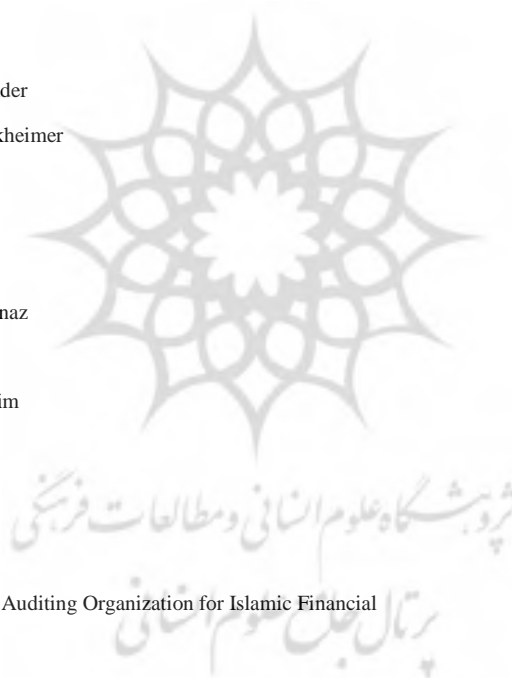 der
kheimer
naz
im
پژوهشگاه علوم انسانی و مطالعات فرهنگی
Auditing Organization for Islamic Financial
پرتال جامع علوم انسانی